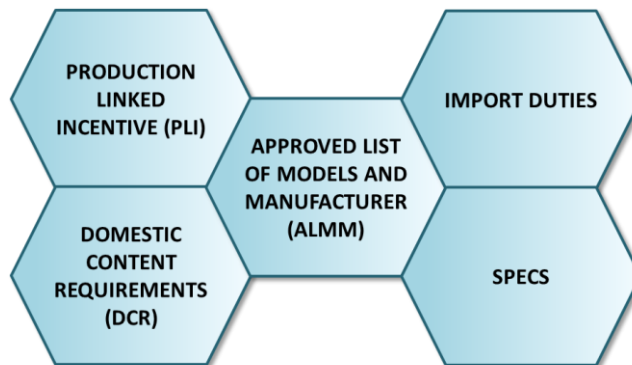 PRODUCTION
LINKED
INCENTIVE (PLI)
DOMESTIC
CONTENT
REQUIREMENTS
(DCR)
APPROVED LIST
OF MODELS AND
MANUFACTURER
(ALMM)
IMPORT DUTIES
SPECS